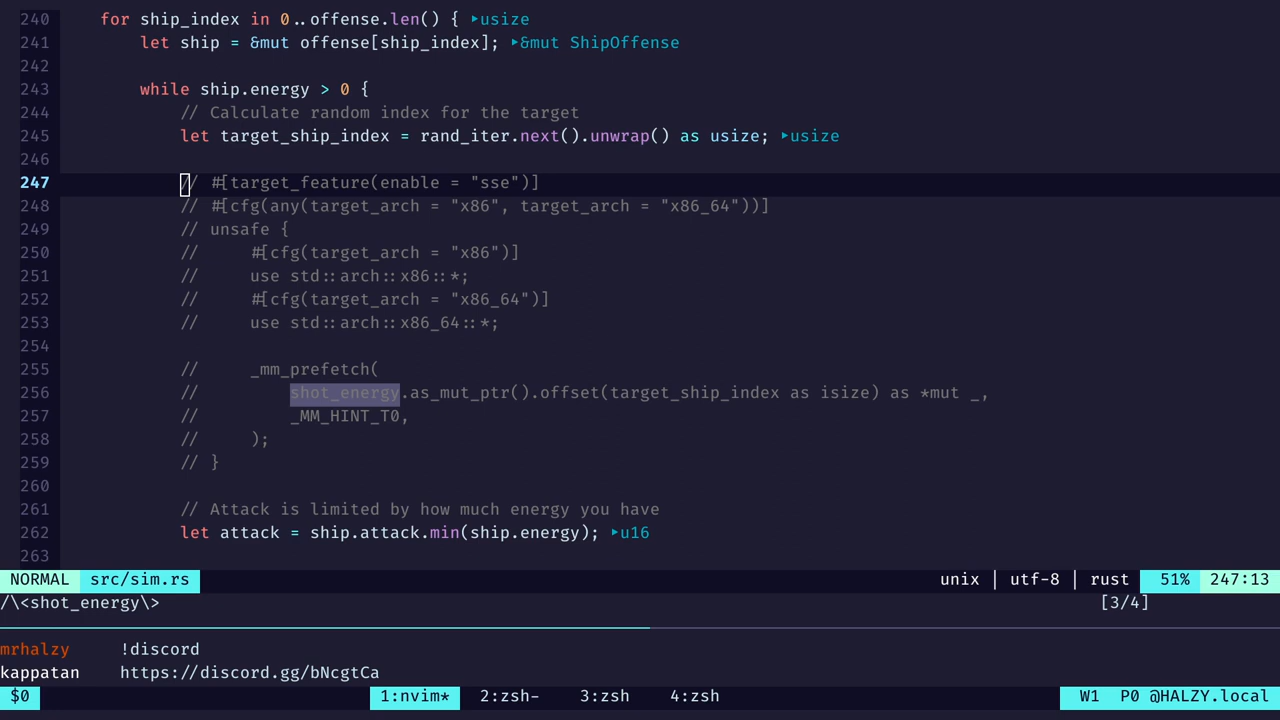 240     for ship_index in 0..offense.len() { ▸usize
241         let ship = &mut offense[ship_index]; ▸&mut ShipOffense
242
243         while ship.energy > 0 {
244             // Calculate random index for the target
245             let target_ship_index = rand_iter.next().unwrap() as usize; ▸usize
246
247             // #[target_feature(enable = "sse")]
248             // #[cfg(any(target_arch = "x86", target_arch = "x86_64"))]
249             // unsafe {
250             //     #[cfg(target_arch = "x86")]
251             //     use std::arch::x86::*;
252             //     #[cfg(target_arch = "x86_64")]
253             //     use std::arch::x86_64::*;
254
255             //     _mm_prefetch(
256             //         shot_energy.as_mut_ptr().offset(target_ship_index as isize) as *mut _,
257             //         _MM_HINT_T0,
258             //     );
259             // }
260
261             // Attack is limited by how much energy you have
262             let attack = ship.attack.min(ship.energy); ▸u16
263
NORMAL src/sim.rs unix | utf-8 | rust 51% 247:13
/\<shot_energy\> [3/4]
mrhalzy     !discord
kappatan    https://discord.gg/bNcgtCa
$0 1:nvim* 2:zsh- 3:zsh 4:zsh W1 P0 @HALZY.local